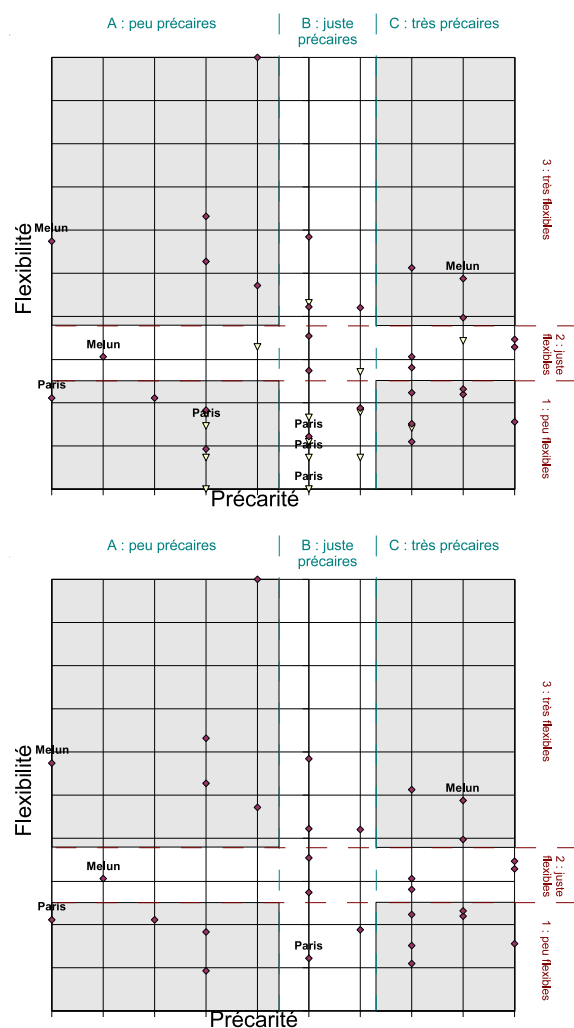 A : peu précaires
B : juste
précaires
C : très précaires
3 : très flexibles
2 : juste
flexibles
1 : peu flexibles
Flexibilité
Melun
Melun
Melun
Paris
Paris
Paris
Paris
Paris
Précarité
A : peu précaires
B : juste
précaires
C : très précaires
3 : très flexibles
2 : juste
flexibles
1 : peu flexibles
Flexibilité
Melun
Melun
Melun
Paris
Paris
Précarité